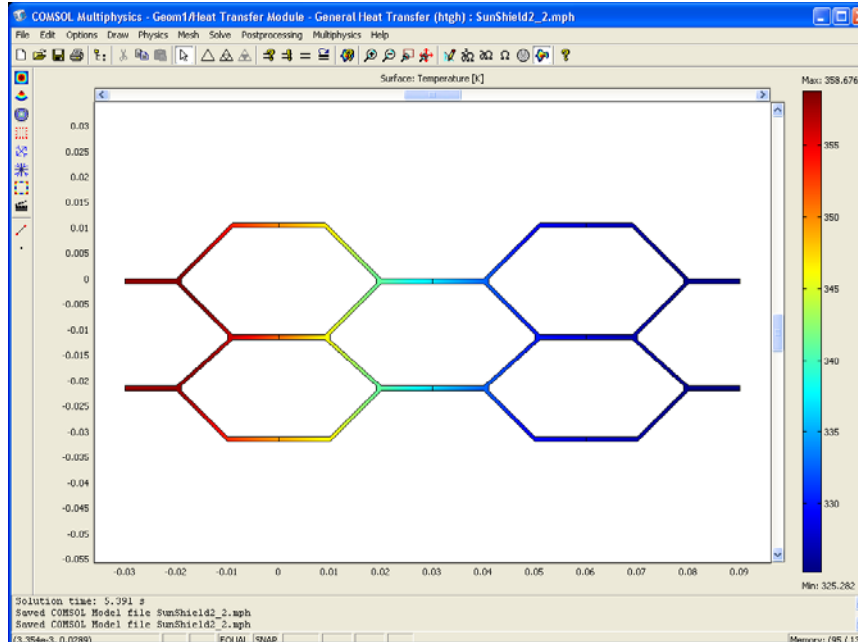 COMSOL Multiphysics - Geom1/Heat Transfer Module - General Heat Transfer (htgh) : SunShield2_2.mph
File Edit Options Draw Physics Mesh Solve Postprocessing Multiphysics Help
Surface: Temperature [K]
Max: 358.676
0.03
0.025
0.02
0.015
0.01
0.005
0
-0.005
-0.01
-0.015
-0.02
-0.025
-0.03
-0.035
-0.04
-0.045
-0.05
-0.055
-0.03 -0.02 -0.01 0 0.01 0.02 0.03 0.04 0.05 0.06 0.07 0.08 0.09
355
350
345
340
335
330
Min: 325.282
Solution time: 5.391 s
Saved COMSOL Model file SunShield2_2.mph
Saved COMSOL Model file SunShield2_2.mph
(3.354e-3, 0.0289) EQUAL SNAP Memory: (95 /